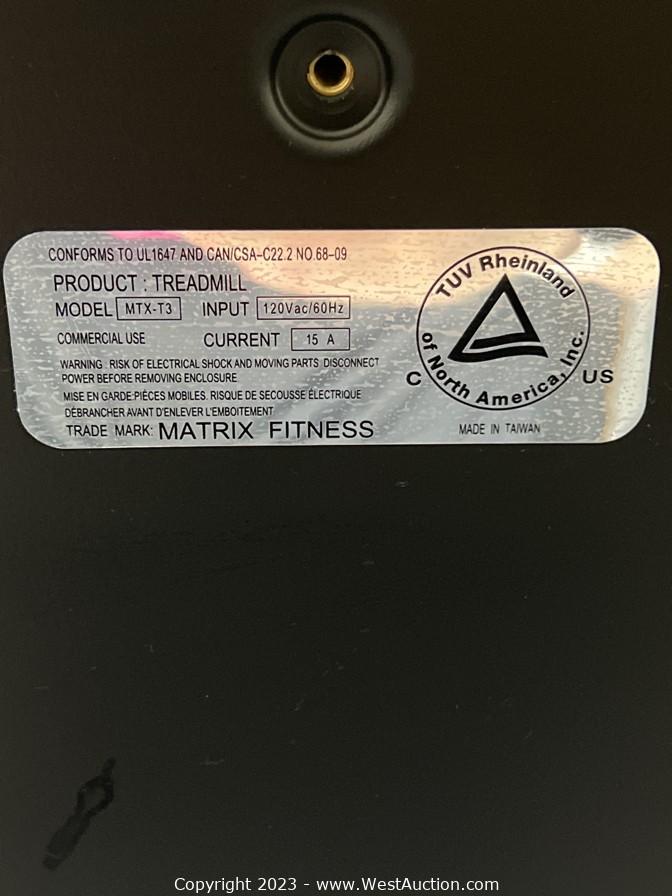 CONFORMS TO UL1647 AND CAN/CSA-C22.2 NO.68-09
PRODUCT : TREADMILL
MODEL MTX-T3 INPUT 120Vac/60Hz
COMMERCIAL USE CURRENT 15 A
WARNING : RISK OF ELECTRICAL SHOCK AND MOVING PARTS DISCONNECT
POWER BEFORE REMOVING ENCLOSURE
MISE EN GARDE:PIÈCES MOBILES. RISQUE DE SECOUSSE ÉLECTRIQUE
DÉBRANCHER AVANT D'ENLEVER L'EMBOITEMENT
TRADE MARK: MATRIX FITNESS
TUV Rheinland
of North America, Inc.
C US
MADE IN TAIWAN
Copyright 2023 - www.WestAuction.com